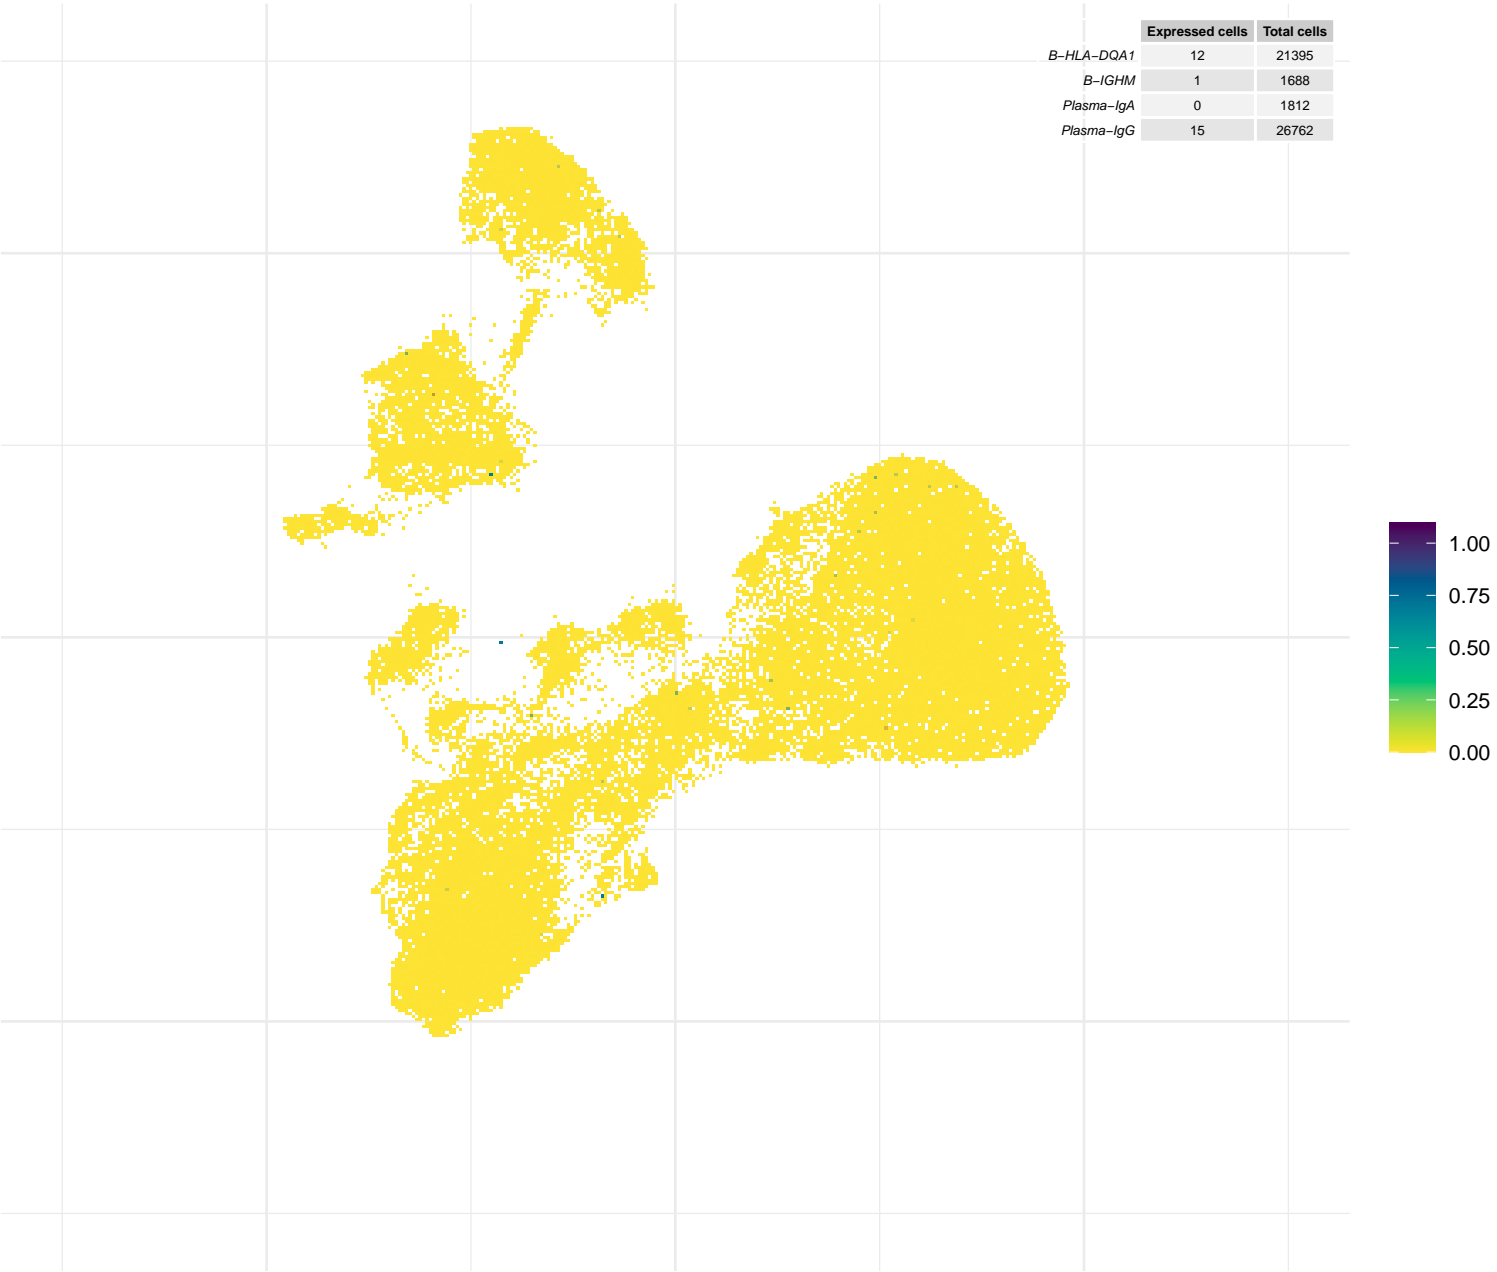 Expressed cells Total cells
B−HLA−DQA1 12 21395
B−IGHM 1 1688
Plasma−IgA 0 1812
Plasma−IgG 15 26762
1.00
0.75
0.50
0.25
0.00